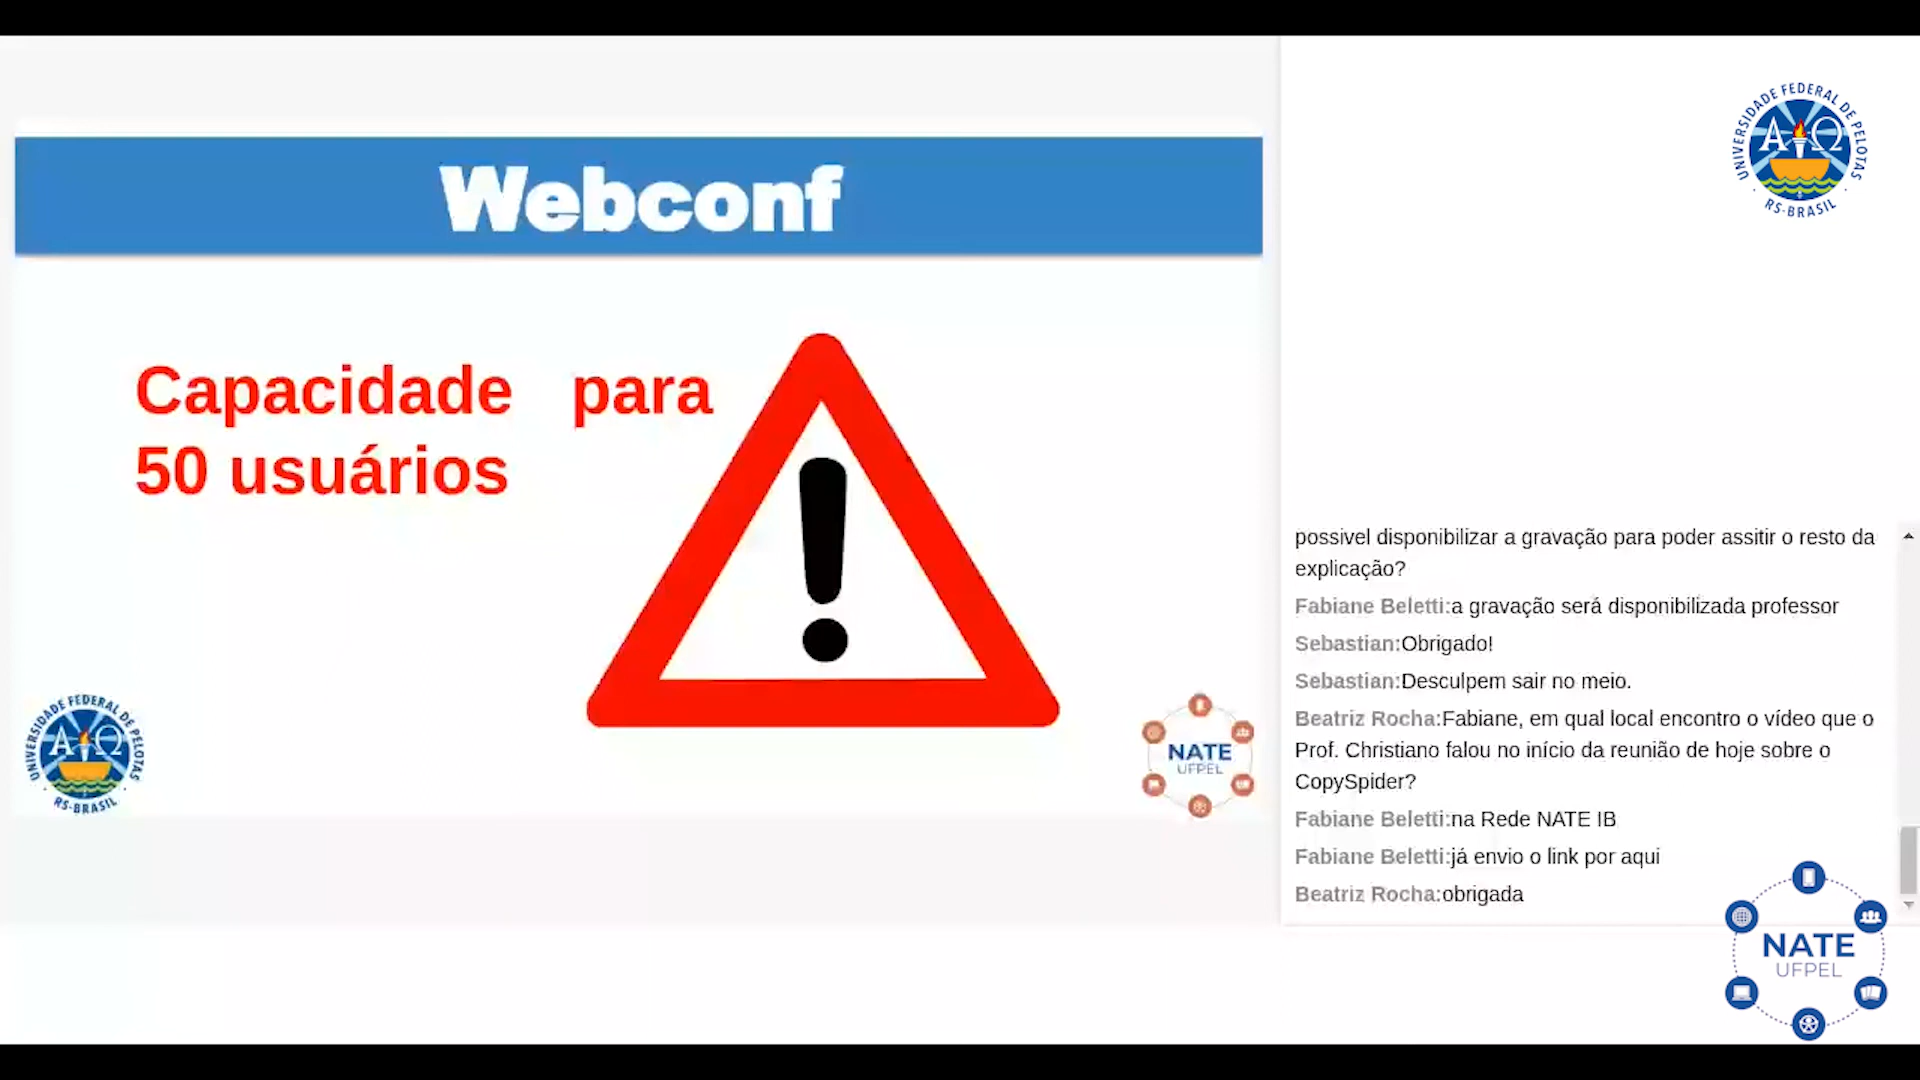 Webconf
Capacidade para
50 usuários
UNIVERSIDADE FEDERAL DE PELOTAS
AΩ
RS-BRASIL
NATE
UFPEL
UNIVERSIDADE FEDERAL DE PELOTAS
AΩ
RS-BRASIL
possivel disponibilizar a gravação para poder assitir o resto da
explicação?
Fabiane Beletti:a gravação será disponibilizada professor
Sebastian:Obrigado!
Sebastian:Desculpem sair no meio.
Beatriz Rocha:Fabiane, em qual local encontro o vídeo que o
Prof. Christiano falou no início da reunião de hoje sobre o
CopySpider?
Fabiane Beletti:na Rede NATE IB
Fabiane Beletti:já envio o link por aqui
Beatriz Rocha:obrigada
NATE
UFPEL